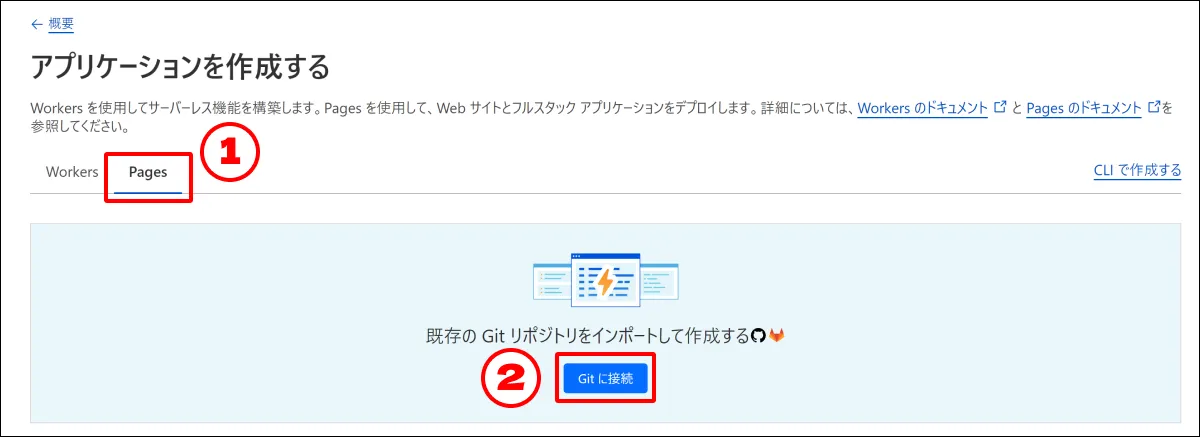 ← 概要
アプリケーションを作成する
Workers を使用してサーバーレス機能を構築します。Pages を使用して、Web サイトとフルスタック アプリケーションをデプロイします。詳細については、Workers のドキュメント と Pages のドキュメント を
参照してください。
1
Workers Pages CLI で作成する
既存の Git リポジトリをインポートして作成する
2 Git に接続